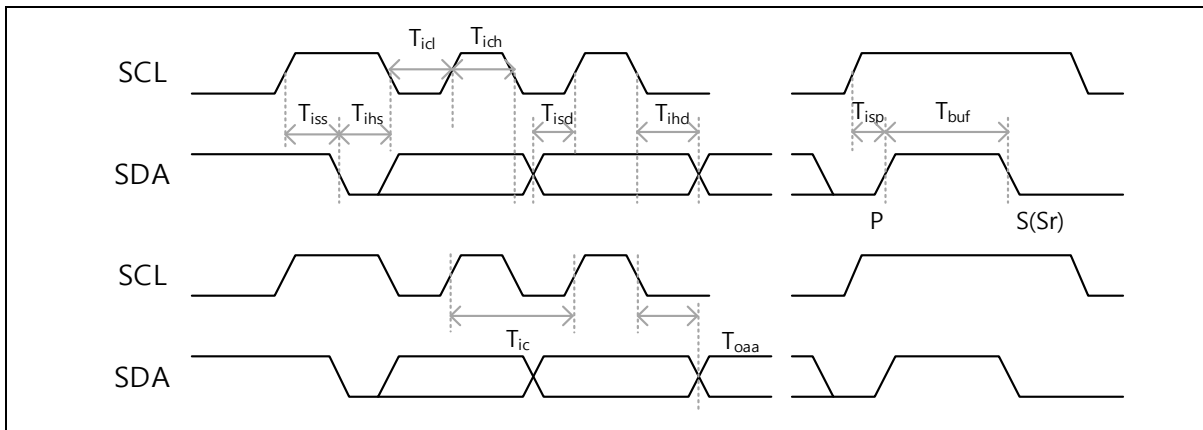 T_icl T_ich
SCL
T_iss T_ihs T_isd T_ihd T_isp T_buf
SDA
P S(Sr)
SCL
T_ic T_oaa
SDA